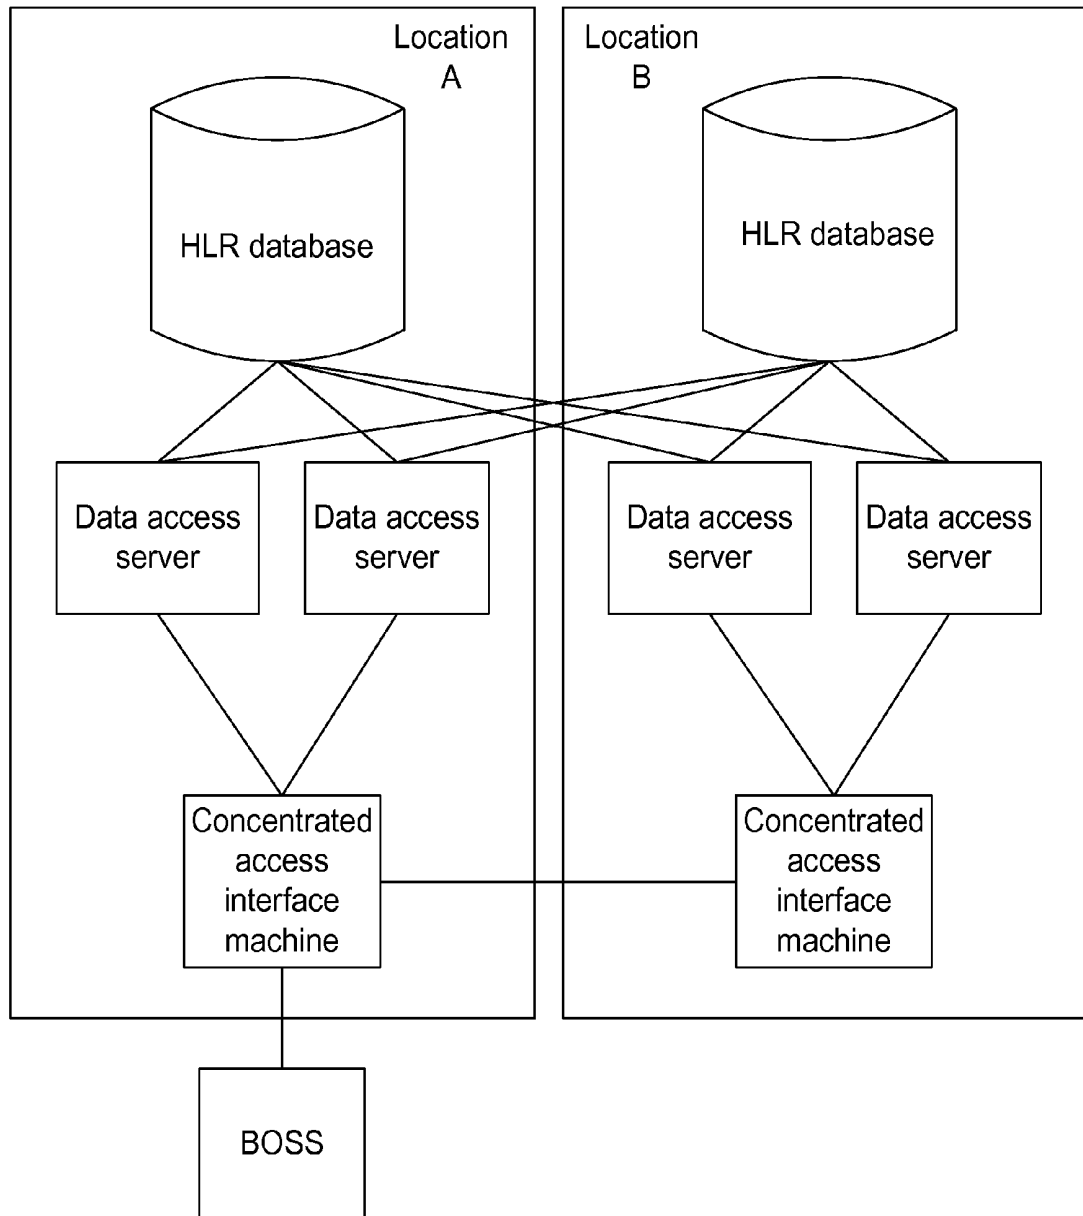 Location
A
Location
B
HLR database
HLR database
Data access
server
Data access
server
Data access
server
Data access
server
Concentrated
access
interface
machine
Concentrated
access
interface
machine
BOSS